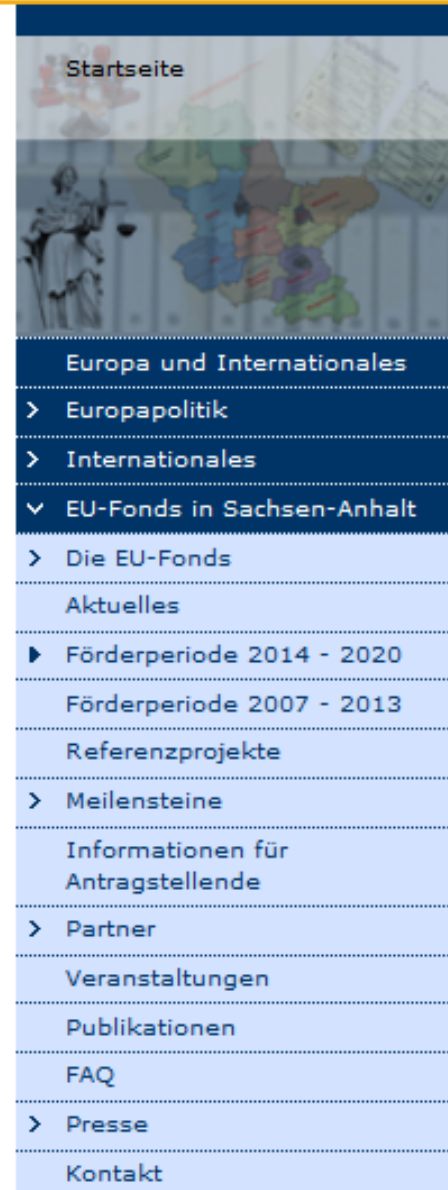 Startseite
Europa und Internationales
Europapolitik
Internationales
EU-Fonds in Sachsen-Anhalt
Die EU-Fonds
Aktuelles
Förderperiode 2014 - 2020
Förderperiode 2007 - 2013
Referenzprojekte
Meilensteine
Informationen für
Antragstellende
Partner
Veranstaltungen
Publikationen
FAQ
Presse
Kontakt